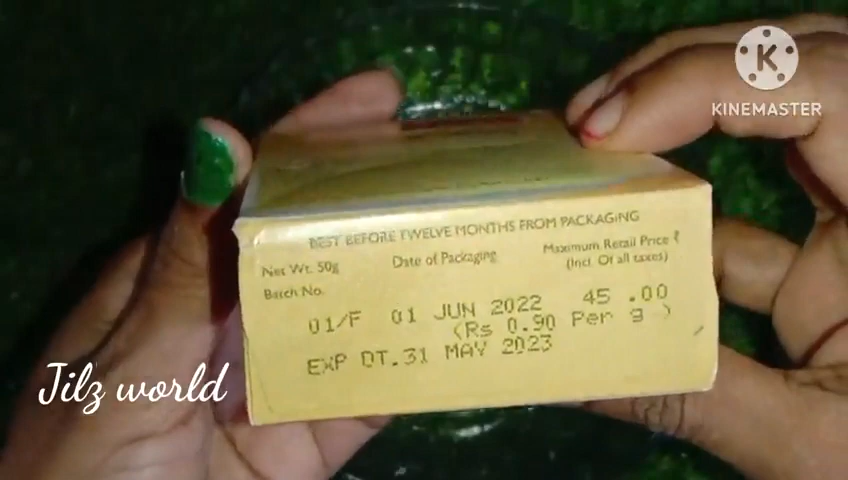 KINEMASTER
BEST BEFORE TWELVE MONTHS FROM PACKAGING
Net Wt. 50g
Date of Packaging
Maximum Retail Price ₹
(Incl. Of all taxes)
Batch No.
01/F 01 JUN 2022 45 .00
(Rs 0.90 Per g )
EXP DT.31 MAY 2023
Jilz world